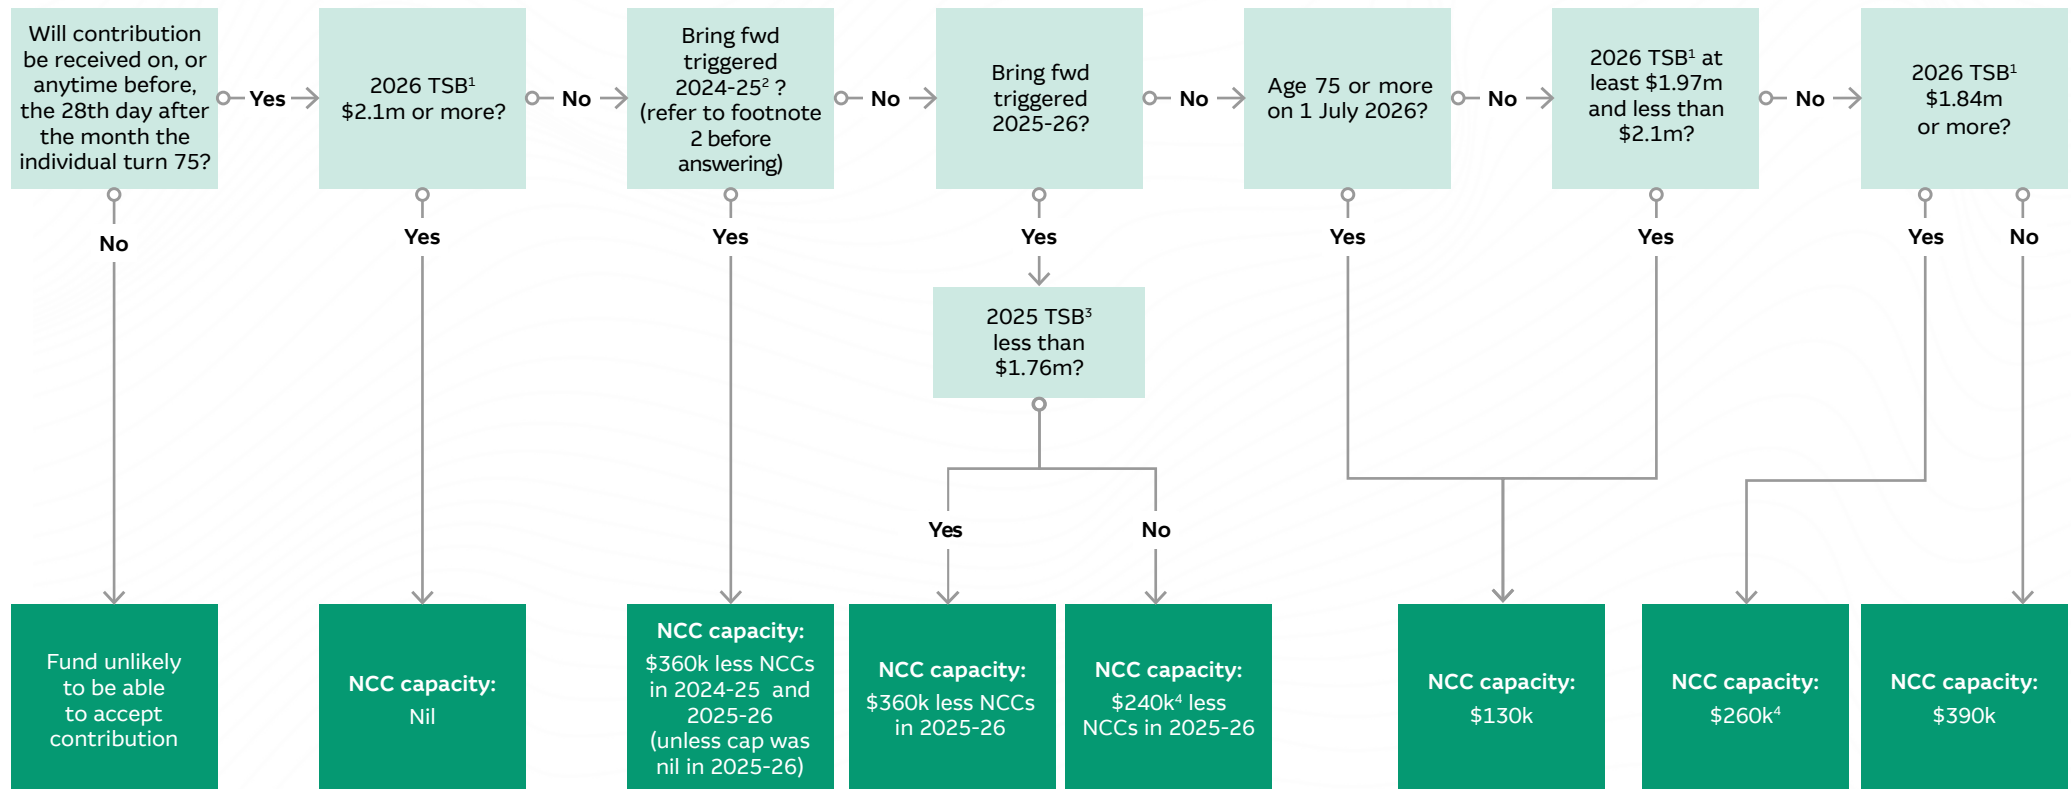 Will contribution
be received on, or
anytime before,
the 28th day after
the month the
individual turn 75?
Yes
2026 TSB¹
$2.1m or more?
No
Bring fwd
triggered
2024-25² ?
(refer to footnote
2 before
answering)
No
Bring fwd
triggered
2025-26?
No
Age 75 or more
on 1 July 2026?
No
2026 TSB¹ at
least $1.97m
and less than
$2.1m?
No
2026 TSB¹
$1.84m
or more?
No
Yes
Yes
Yes
Yes
Yes
Yes
No
2025 TSB³
less than
$1.76m?
Yes
No
Fund unlikely
to be able
to accept
contribution
NCC capacity:
Nil
NCC capacity:
$360k less NCCs
in 2024-25 and
2025-26
(unless cap was
nil in 2025-26)
NCC capacity:
$360k less NCCs
in 2025-26
NCC capacity:
$240k⁴ less
NCCs in 2025-26
NCC capacity:
$130k
NCC capacity:
$260k⁴
NCC capacity:
$390k